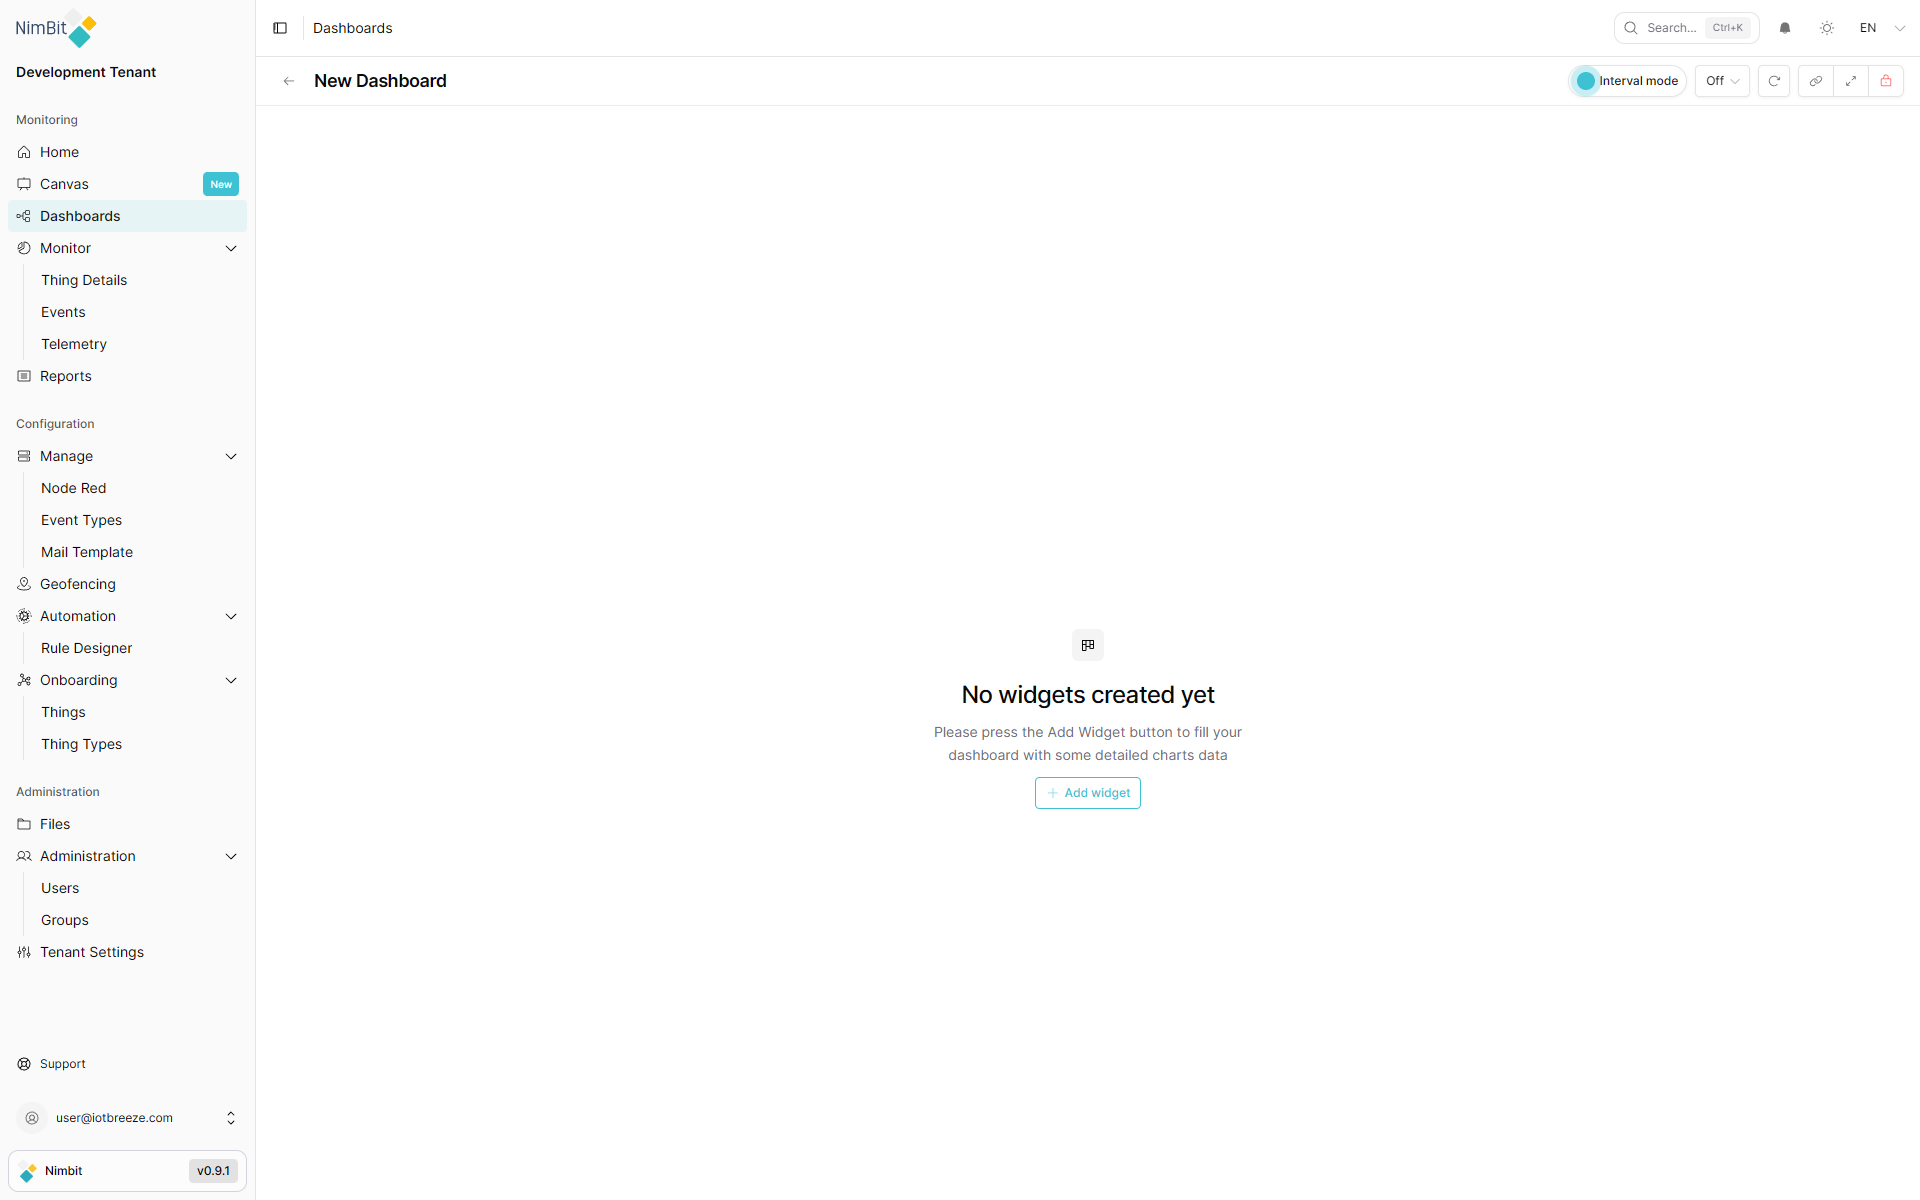 NimBit
Development Tenant
Monitoring
Home
Canvas
New
Dashboards
Monitor
Thing Details
Events
Telemetry
Reports
Configuration
Manage
Node Red
Event Types
Mail Template
Geofencing
Automation
Rule Designer
Onboarding
Things
Thing Types
Administration
Files
Administration
Users
Groups
Tenant Settings
Support
user@iotbreeze.com
Nimbit
v0.9.1
Dashboards
Search...
Ctrl+K
EN
New Dashboard
Interval mode
Off
No widgets created yet
Please press the Add Widget button to fill your
dashboard with some detailed charts data
Add widget